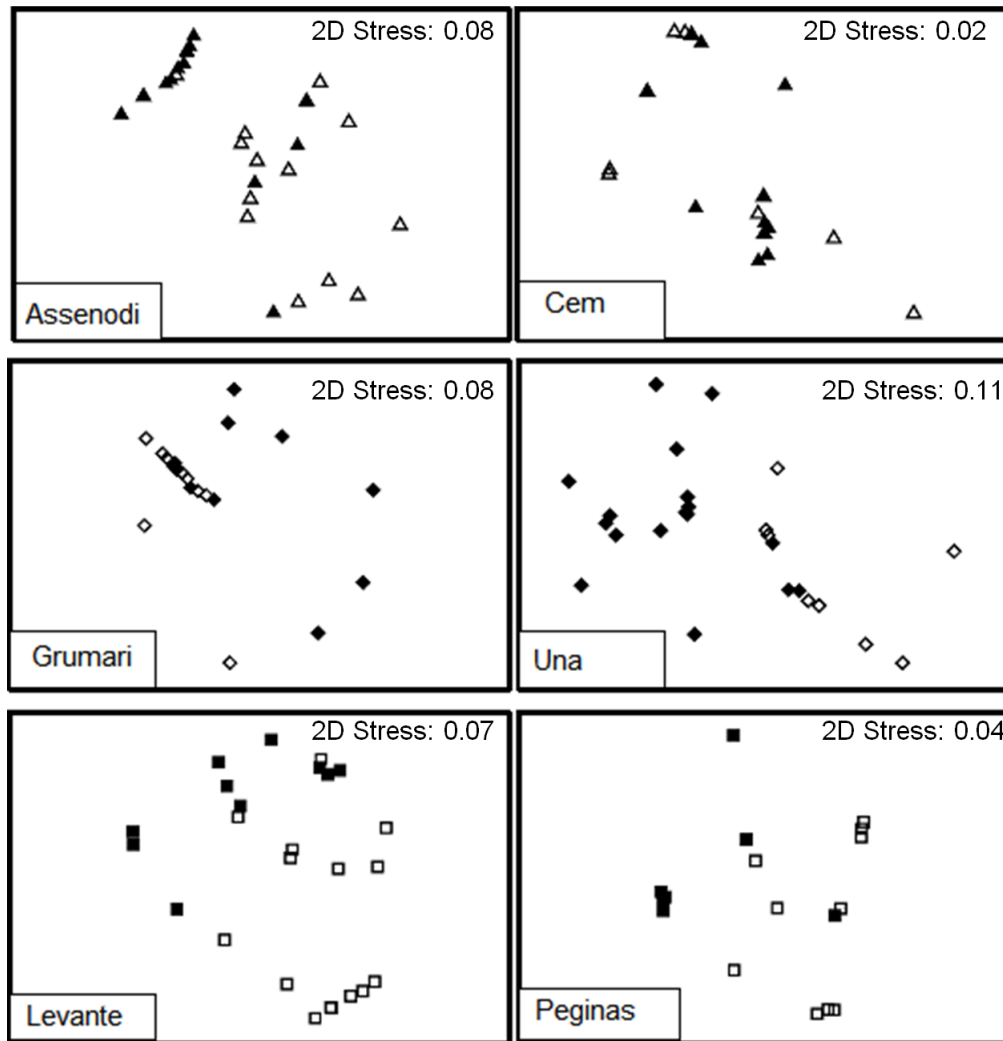 2D Stress: 0.08
Assenodi
2D Stress: 0.02
Cem
2D Stress: 0.08
Grumari
2D Stress: 0.11
Una
2D Stress: 0.07
Levante
2D Stress: 0.04
Peginas